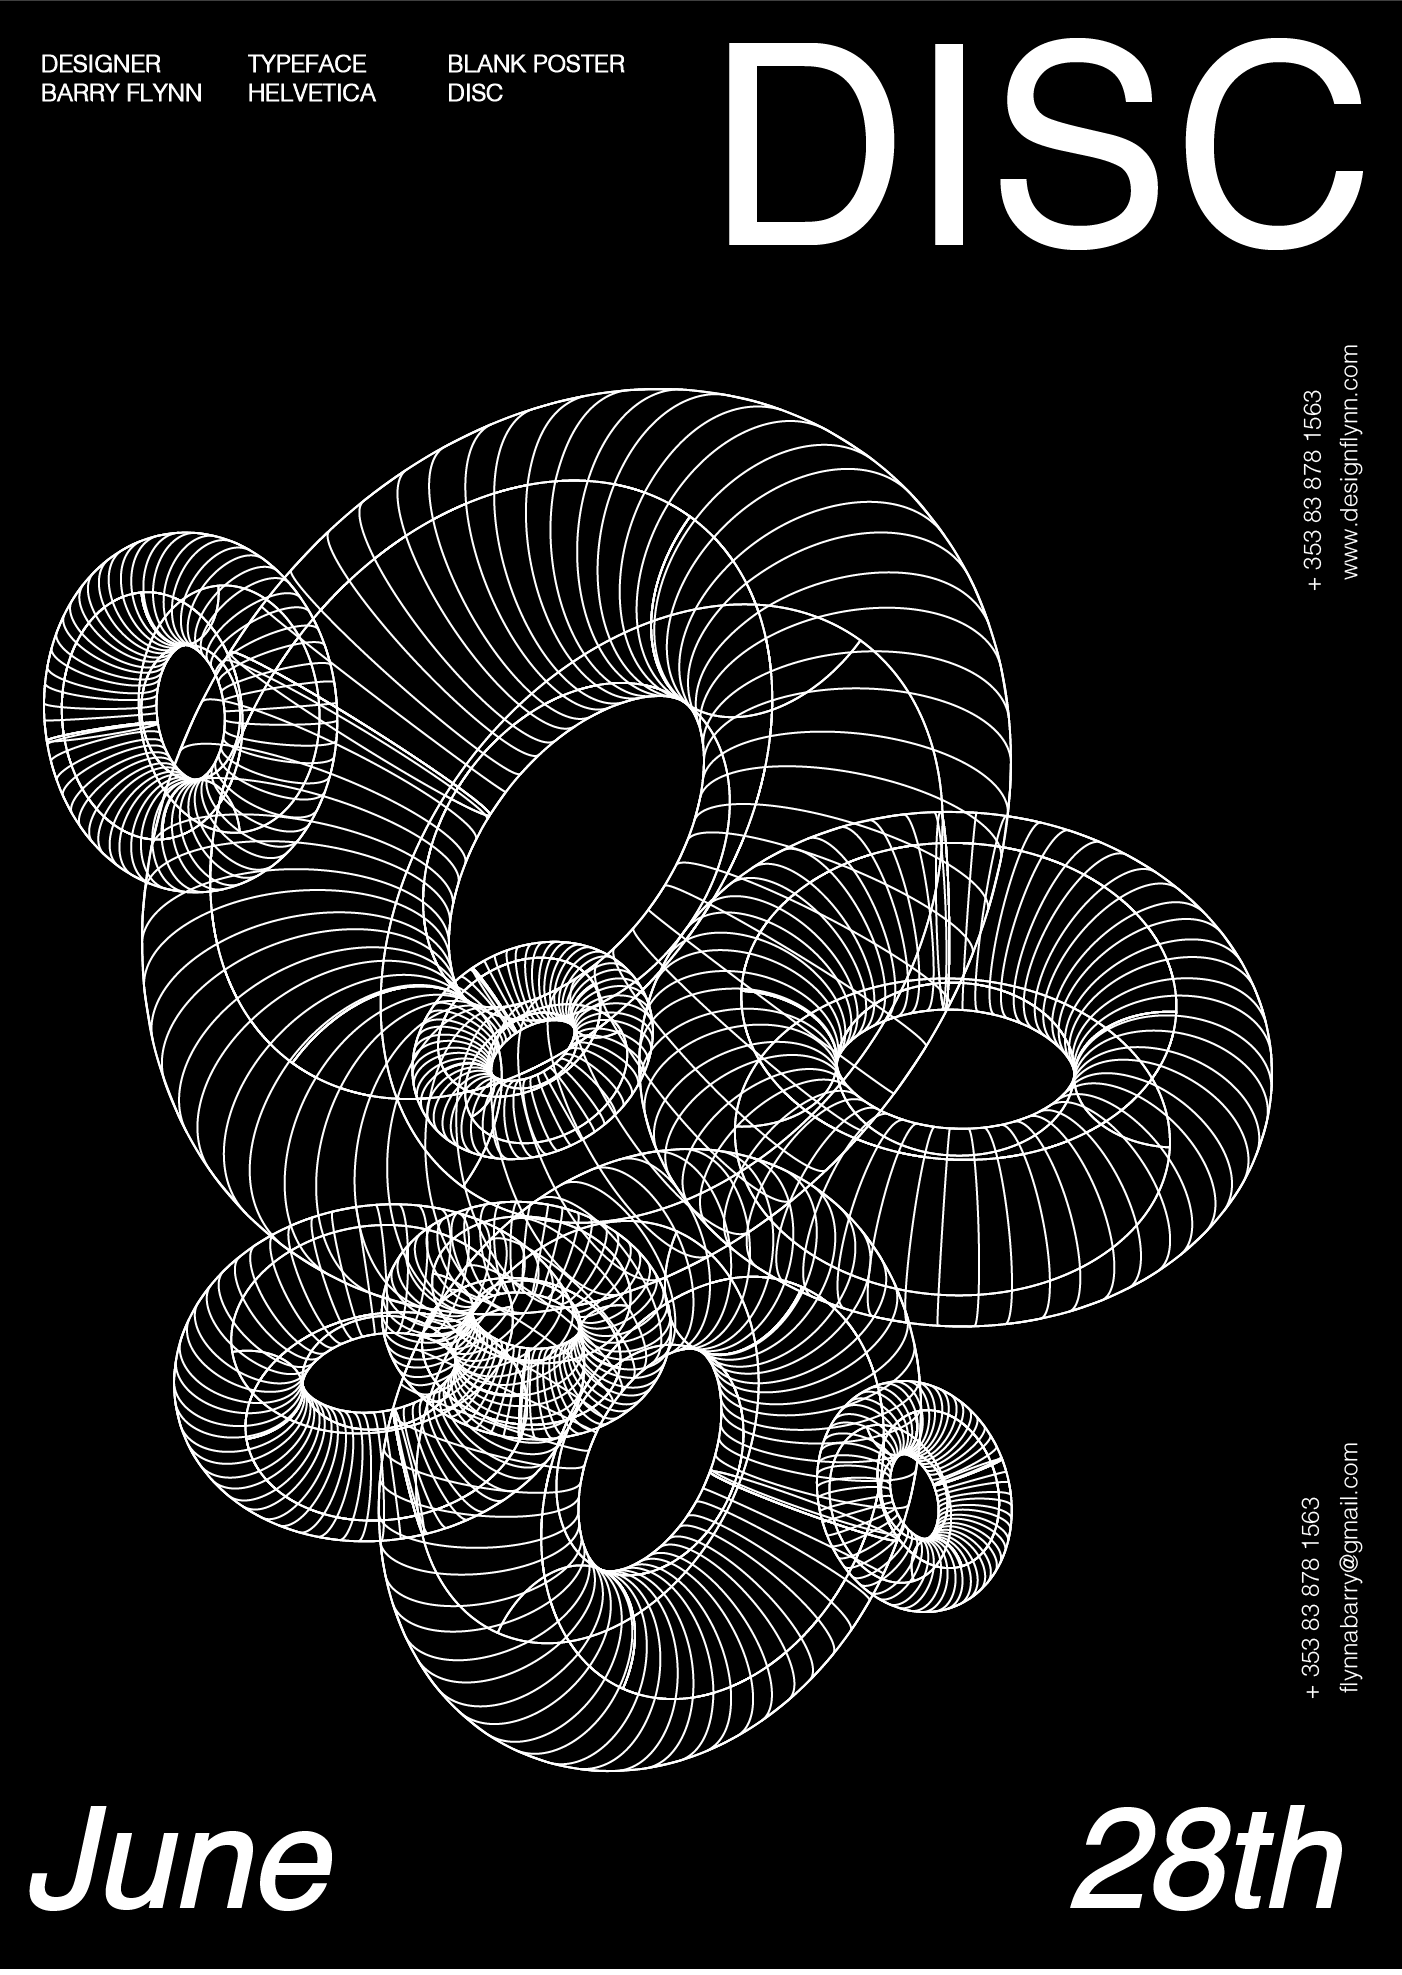 DESIGNER
BARRY FLYNN
TYPEFACE
HELVETICA
BLANK POSTER
DISC
DISC
+ 353 83 878 1563
www.designflynn.com
+ 353 83 878 1563
flynnabarry@gmail.com
June
28th